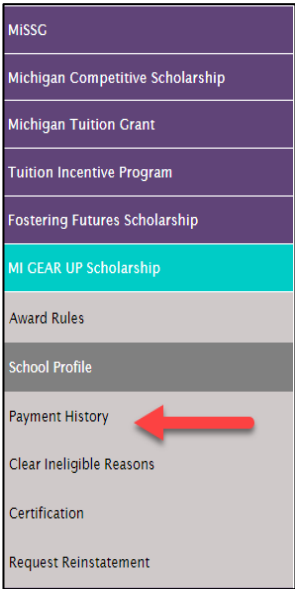 MiSSG
Michigan Competitive Scholarship
Michigan Tuition Grant
Tuition Incentive Program
Fostering Futures Scholarship
MI GEAR UP Scholarship
Award Rules
School Profile
Payment History
Clear Ineligible Reasons
Certification
Request Reinstatement